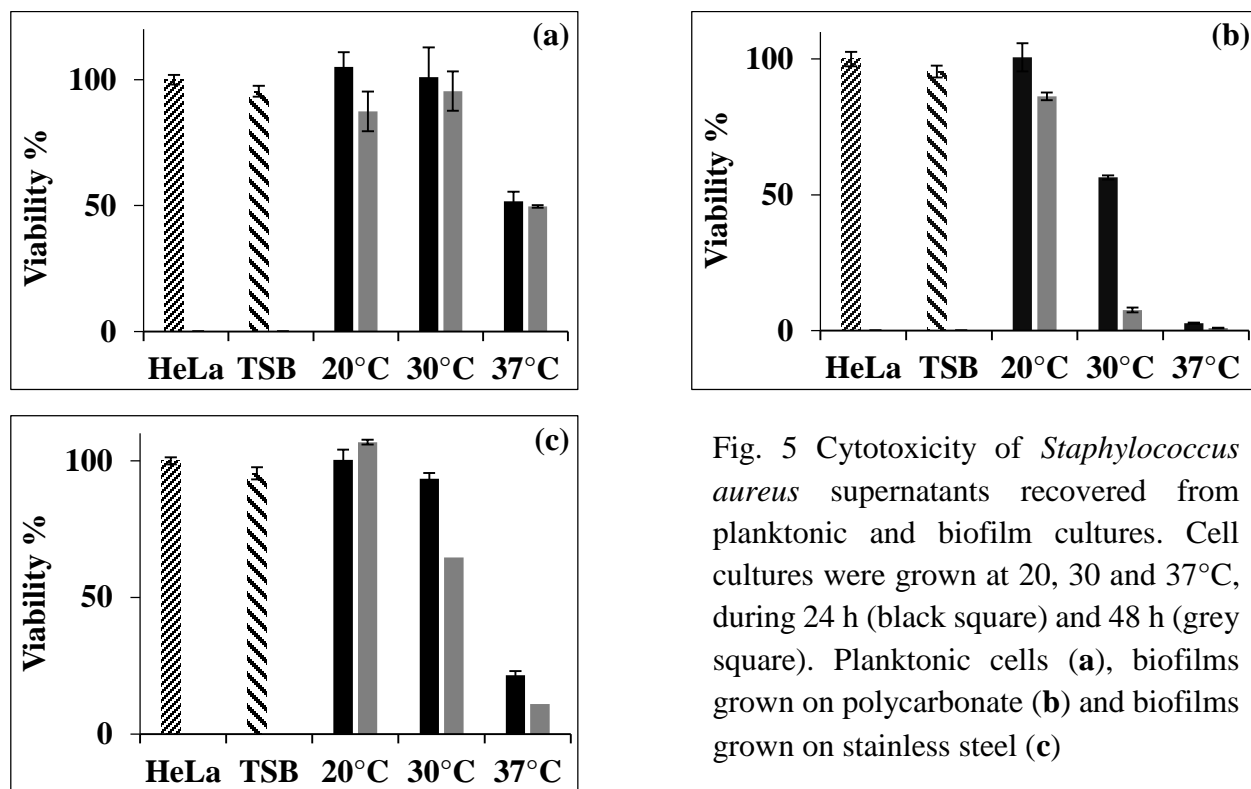 (a)
Viability %
100
50
0
HeLa TSB 20°C 30°C 37°C
(b)
Viability %
100
50
0
HeLa TSB 20°C 30°C 37°C
(c)
Viability %
100
50
0
HeLa TSB 20°C 30°C 37°C
Fig. 5 Cytotoxicity of Staphylococcus
aureus supernatants recovered from
planktonic and biofilm cultures. Cell
cultures were grown at 20, 30 and 37°C,
during 24 h (black square) and 48 h (grey
square). Planktonic cells (a), biofilms
grown on polycarbonate (b) and biofilms
grown on stainless steel (c)